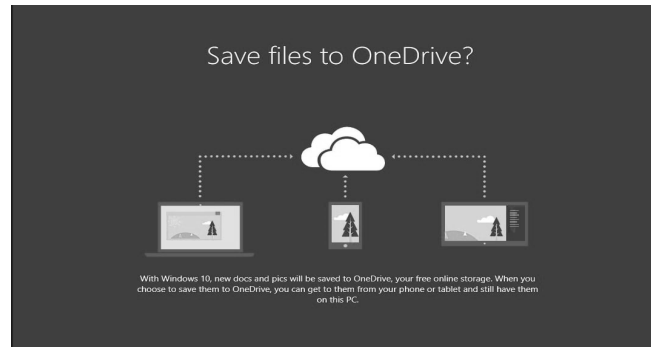 Save files to OneDrive?
With Windows 10, new docs and pics will be saved to OneDrive, your free online storage. When you
choose to save them to OneDrive, you can get to them from your phone or tablet and still have them
on this PC.